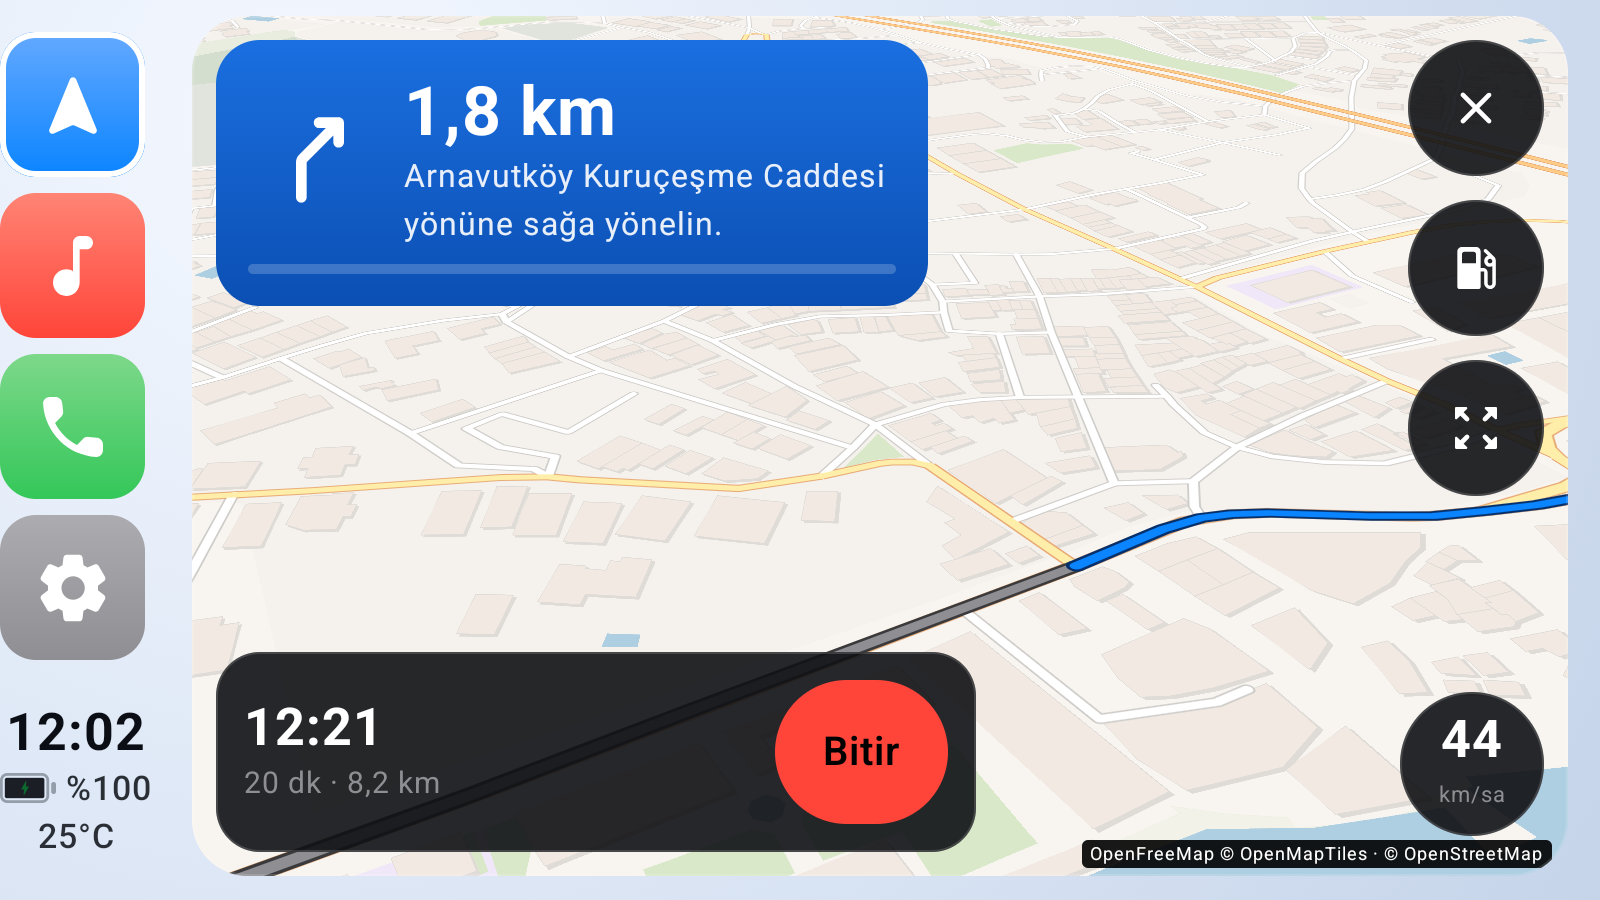 1,8 km
Arnavutköy Kuruçeşme Caddesi
yönüne sağa yönelin.
12:02
%100
25°C
12:21
20 dk · 8,2 km
Bitir
44
km/sa
OpenFreeMap © OpenMapTiles · © OpenStreetMap